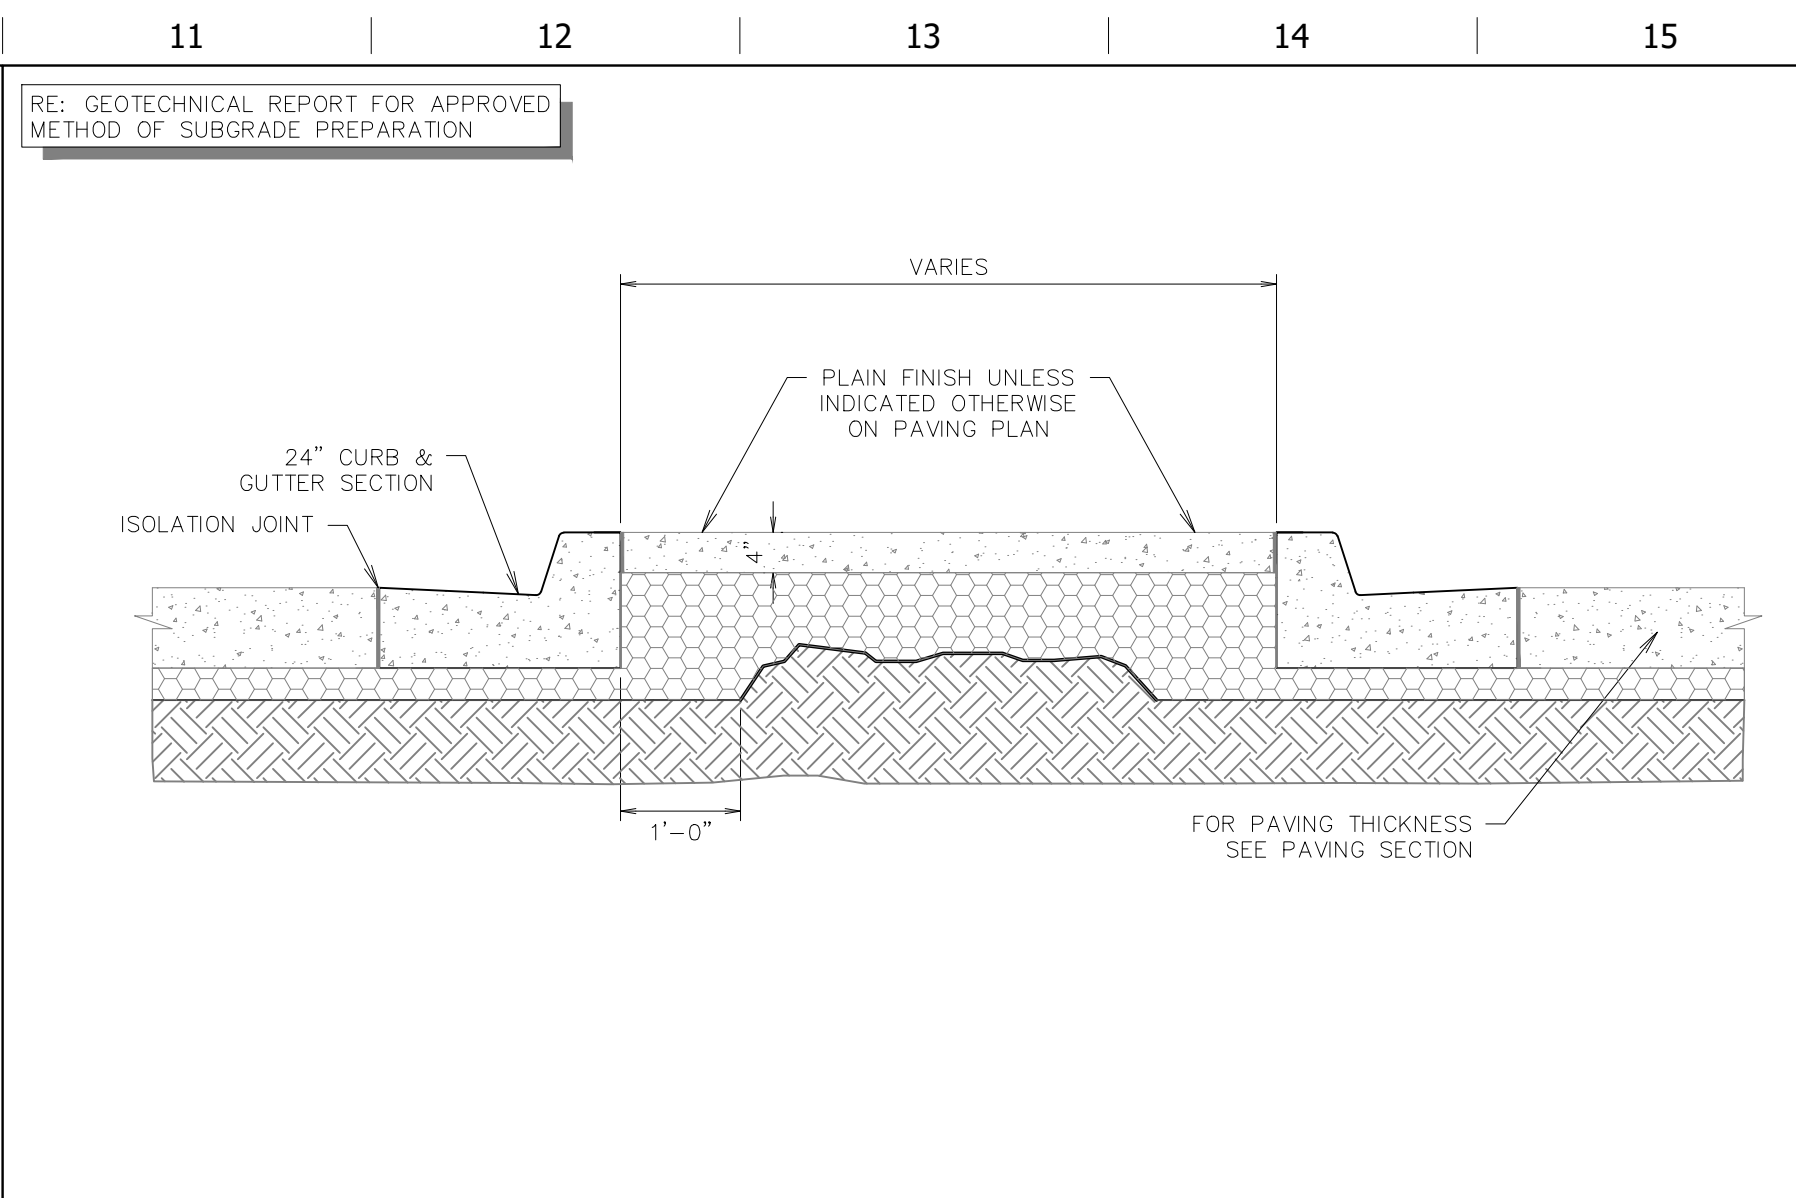 11 12 13 14 15
RE: GEOTECHNICAL REPORT FOR APPROVED
METHOD OF SUBGRADE PREPARATION
VARIES
PLAIN FINISH UNLESS
INDICATED OTHERWISE
ON PAVING PLAN
24" CURB &
GUTTER SECTION
ISOLATION JOINT
4"
1'-0"
FOR PAVING THICKNESS
SEE PAVING SECTION